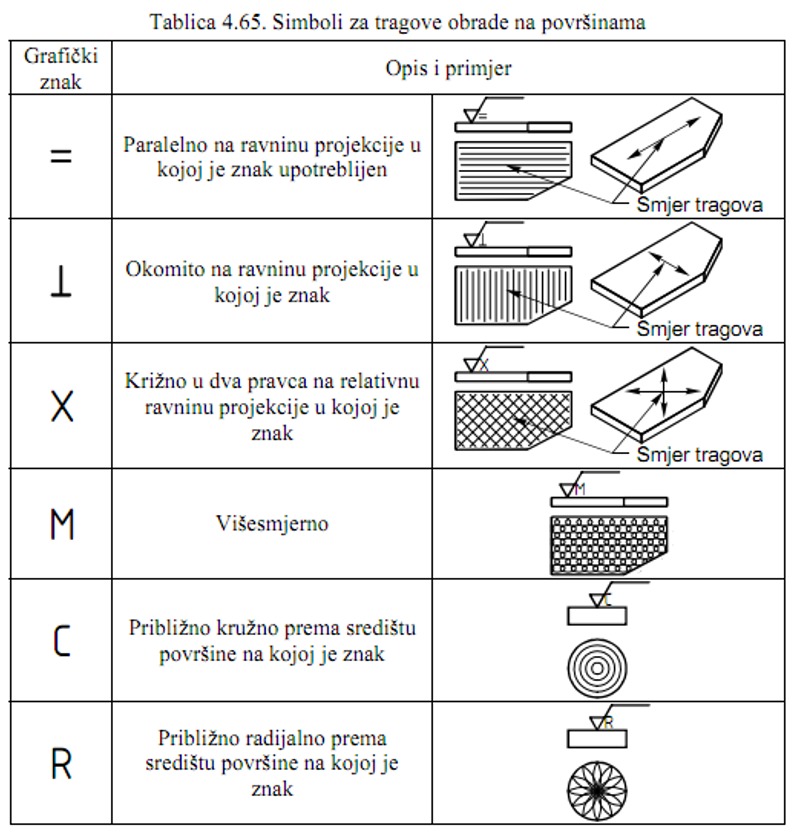 Tablica 4.65. Simboli za tragove obrade na površinama
Grafički
znak
Opis i primjer
=
Paralelno na ravninu projekcije u
kojoj je znak upotreblijen
=
Smjer tragova
⊥
Okomito na ravninu projekcije u
kojoj je znak
⊥
Smjer tragova
X
Križno u dva pravca na relativnu
ravninu projekcije u kojoj je
znak
X
Smjer tragova
M
Višesmjerno
M
C
Približno kružno prema središtu
površine na kojoj je znak
C
R
Približno radijalno prema
središtu površine na kojoj je
znak
R